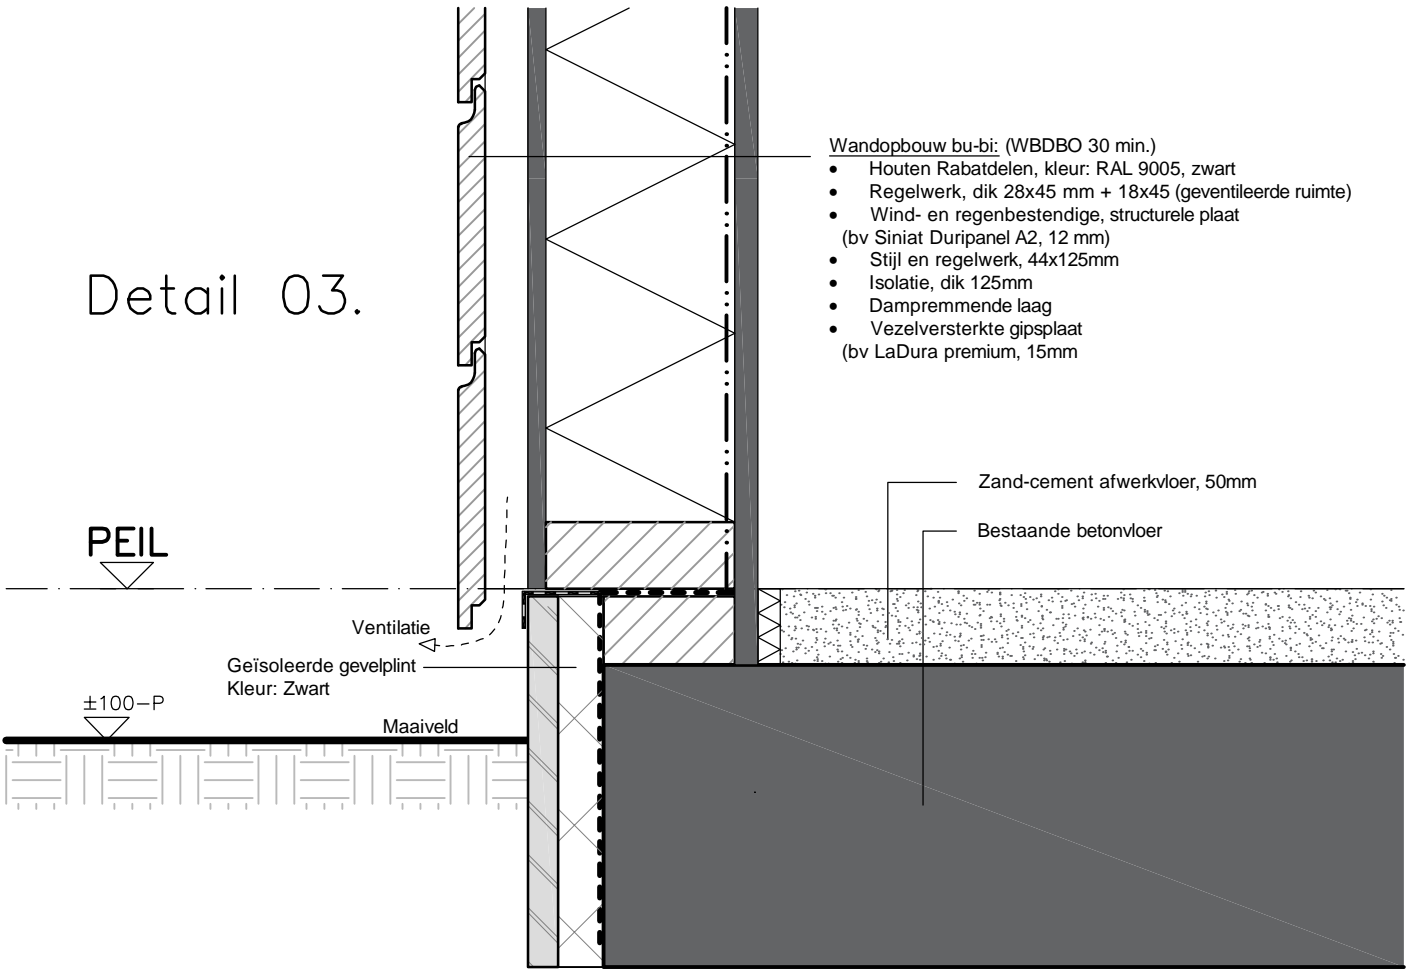 Wandopbouw bu-bi: (WBDBO 30 min.)
• Houten Rabatdelen, kleur: RAL 9005, zwart
• Regelwerk, dik 28x45 mm + 18x45 (geventileerde ruimte)
• Wind- en regenbestendige, structurele plaat
(bv Siniat Duripanel A2, 12 mm)
• Stijl en regelwerk, 44x125mm
• Isolatie, dik 125mm
• Dampremmende laag
• Vezelversterkte gipsplaat
(bv LaDura premium, 15mm
Detail 03.
Zand-cement afwerkvloer, 50mm
Bestaande betonvloer
PEIL
Ventilatie
Geïsoleerde gevelplint
Kleur: Zwart
±100-P
Maaiveld